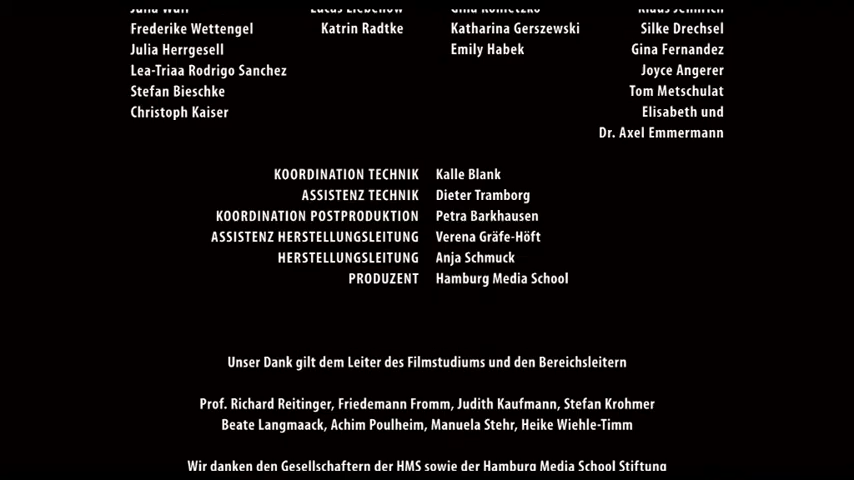 Frederike Wettengel Katrin Radtke Katharina Gerszewski Silke Drechsel
Julia Herrgesell Emily Habek Gina Fernandez
Lea-Triaa Rodrigo Sanchez Joyce Angerer
Stefan Bieschke Tom Metschulat
Christoph Kaiser Elisabeth und
Dr. Axel Emmermann
KOORDINATION TECHNIK Kalle Blank
ASSISTENZ TECHNIK Dieter Tramborg
KOORDINATION POSTPRODUKTION Petra Barkhausen
ASSISTENZ HERSTELLUNGSLEITUNG Verena Gräfe-Höft
HERSTELLUNGSLEITUNG Anja Schmuck
PRODUZENT Hamburg Media School
Unser Dank gilt dem Leiter des Filmstudiums und den Bereichsleitern
Prof. Richard Reitinger, Friedemann Fromm, Judith Kaufmann, Stefan Krohmer
Beate Langmaack, Achim Poulheim, Manuela Stehr, Heike Wiehle-Timm
Wir danken den Gesellschaftern der HMS sowie der Hamburg Media School Stiftung